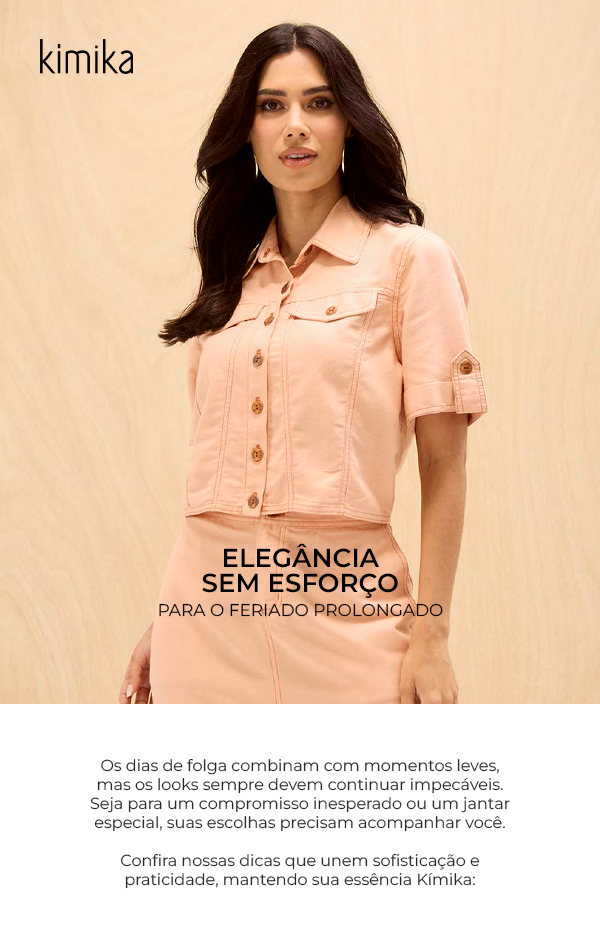 kimika
ELEGÂNCIA
SEM ESFORÇO
PARA O FERIADO PROLONGADO
Os dias de folga combinam com momentos leves,
mas os looks sempre devem continuar impecáveis.
Seja para um compromisso inesperado ou um jantar
especial, suas escolhas precisam acompanhar você.
Confira nossas dicas que unem sofisticação e
praticidade, mantendo sua essência Kímika: